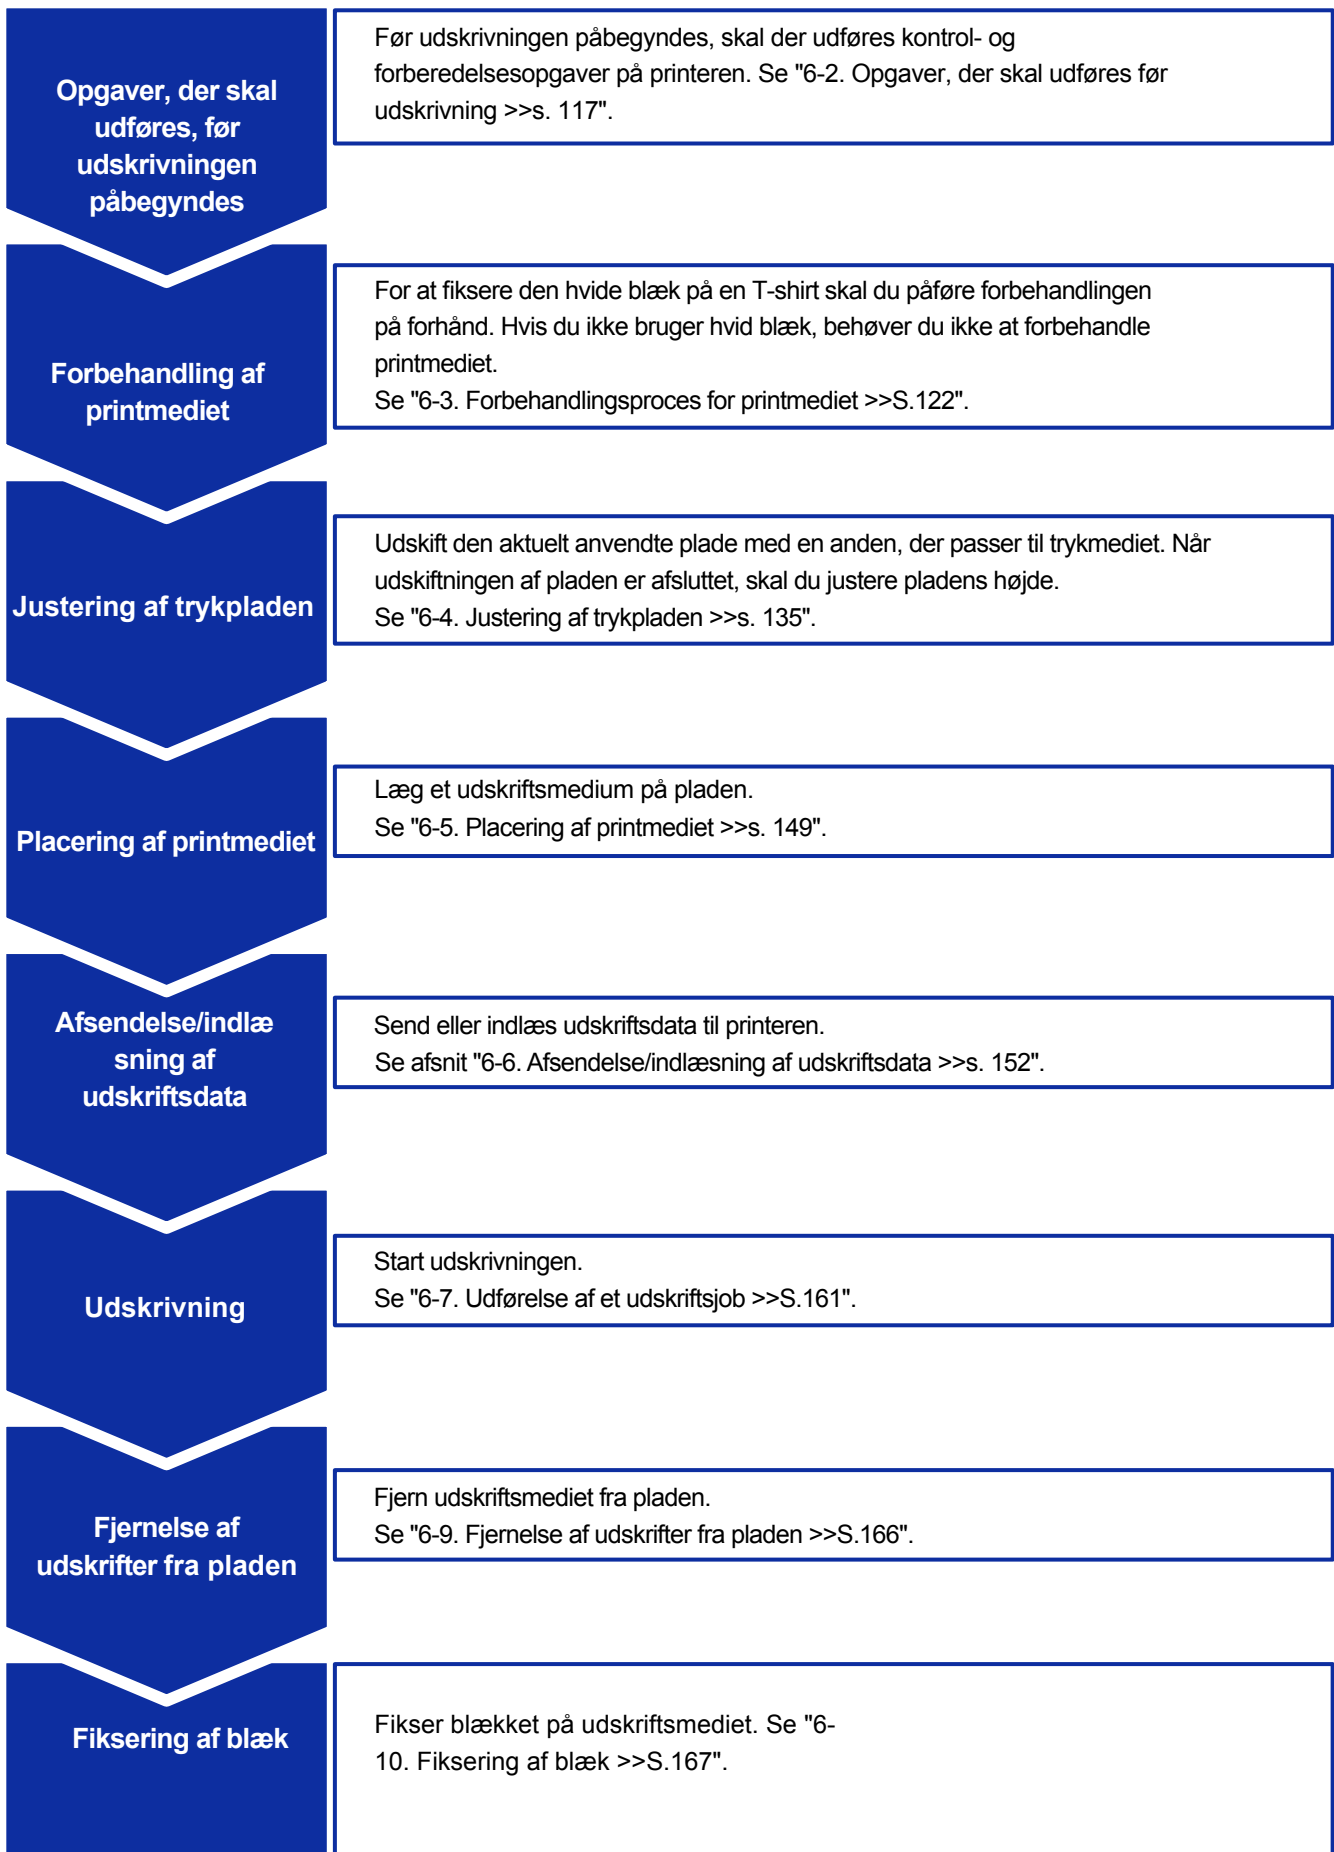 Opgaver, der skal
udføres, før
udskrivningen
påbegyndes
Før udskrivningen påbegyndes, skal der udføres kontrol- og
forberedelsesopgaver på printeren. Se "6-2. Opgaver, der skal udføres før
udskrivning >>s. 117".
Forbehandling af
printmediet
For at fiksere den hvide blæk på en T-shirt skal du påføre forbehandlingen
på forhånd. Hvis du ikke bruger hvid blæk, behøver du ikke at forbehandle
printmediet.
Se "6-3. Forbehandlingsproces for printmediet >>S.122".
Justering af trykpladen
Udskift den aktuelt anvendte plade med en anden, der passer til trykmediet. Når
udskiftningen af pladen er afsluttet, skal du justere pladens højde.
Se "6-4. Justering af trykpladen >>s. 135".
Placering af printmediet
Læg et udskriftsmedium på pladen.
Se "6-5. Placering af printmediet >>s. 149".
Afsendelse/indlæ
sning af
udskriftsdata
Send eller indlæs udskriftsdata til printeren.
Se afsnit "6-6. Afsendelse/indlæsning af udskriftsdata >>s. 152".
Udskrivning
Start udskrivningen.
Se "6-7. Udførelse af et udskriftsjob >>S.161".
Fjernelse af
udskrifter fra pladen
Fjern udskriftsmediet fra pladen.
Se "6-9. Fjernelse af udskrifter fra pladen >>S.166".
Fiksering af blæk
Fikser blækket på udskriftsmediet. Se "6-
10. Fiksering af blæk >>S.167".